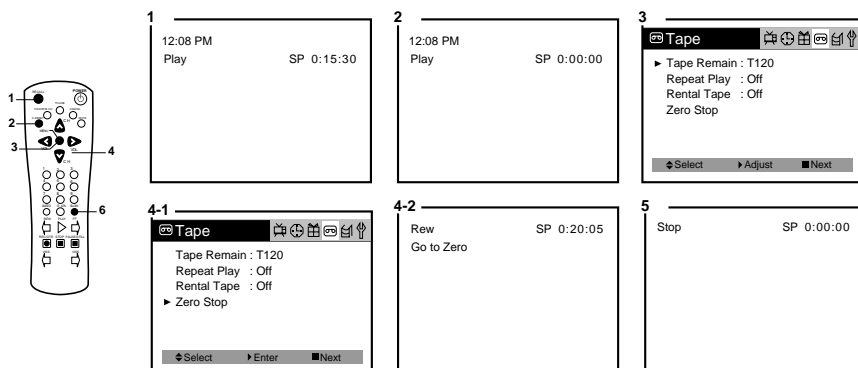 1
12:08 PM
Play SP 0:15:30
2
12:08 PM
Play SP 0:00:00
3
Tape
► Tape Remain : T120
Repeat Play : Off
Rental Tape : Off
Zero Stop
Select Adjust Next
1
2
3
4
6
POWER
4-1
Tape
Tape Remain : T120
Repeat Play : Off
Rental Tape : Off
► Zero Stop
Select Enter Next
4-2
Rew SP 0:20:05
Go to Zero
5
Stop SP 0:00:00